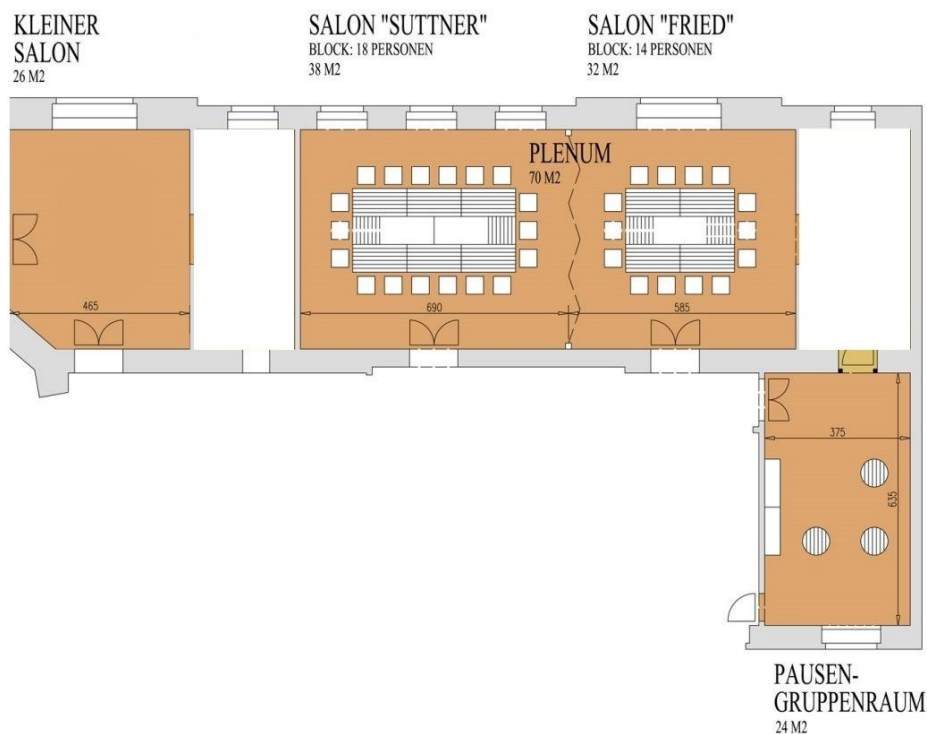 KLEINER
SALON
26 M2
SALON "SUTTNER"
BLOCK: 18 PERSONEN
38 M2
SALON "FRIED"
BLOCK: 14 PERSONEN
32 M2
PLENUM
70 M2
465
690
585
375
635
PAUSEN-
GRUPPENRAUM
24 M2